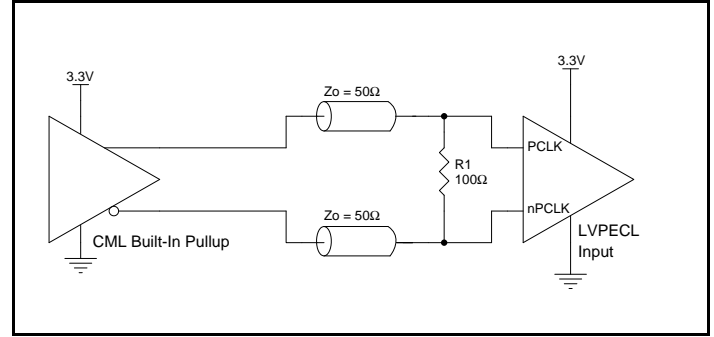 3.3V
3.3V
Zo = 50Ω
PCLK
R1
100Ω
nPCLK
Zo = 50Ω
CML Built-In Pullup
LVPECL
Input